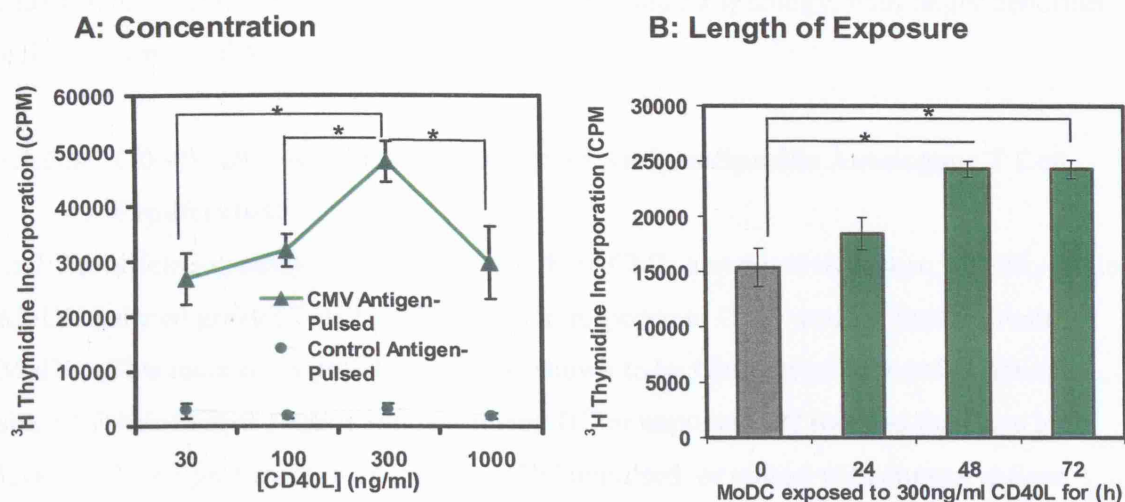 A: Concentration
³H Thymidine Incorporation (CPM)
60000
50000
40000
30000
20000
10000
0
*
*
*
CMV Antigen-
Pulsed
Control Antigen-
Pulsed
30
100
300
1000
[CD40L] (ng/ml)
B: Length of Exposure
³H Thymidine Incorporation (CPM
30000
25000
20000
15000
10000
5000
0
*
*
0
24
48
72
MoDC exposed to 300ng/ml CD40L for (h)